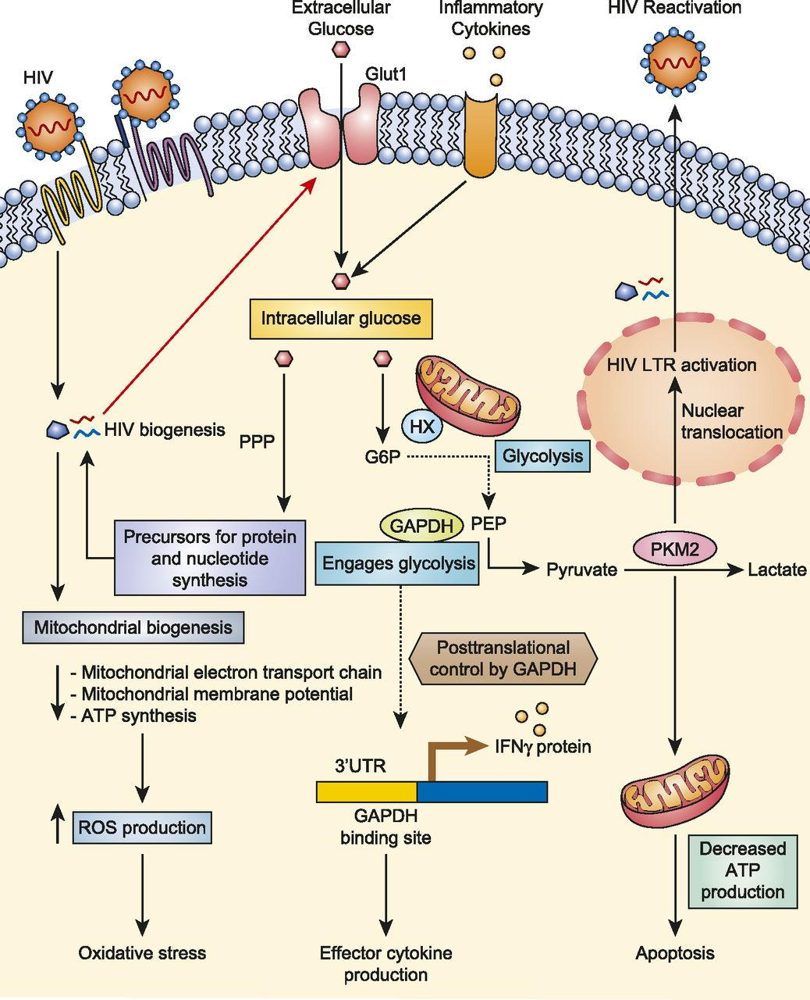 Extracellular
Glucose
Inflammatory
Cytokines
HIV Reactivation
HIV
Glut1
Intracellular glucose
HIV LTR activation
Nuclear
translocation
HIV biogenesis
PPP
HX
G6P
Glycolysis
GAPDH
PEP
Engages glycolysis
Precursors for protein
and nucleotide
synthesis
Pyruvate
PKM2
Lactate
Mitochondrial biogenesis
- Mitochondrial electron transport chain
- Mitochondrial membrane potential
- ATP synthesis
Posttranslational
control by GAPDH
IFNγ protein
3’UTR
GAPDH
binding site
ROS production
Decreased
ATP
production
Oxidative stress
Effector cytokine
production
Apoptosis